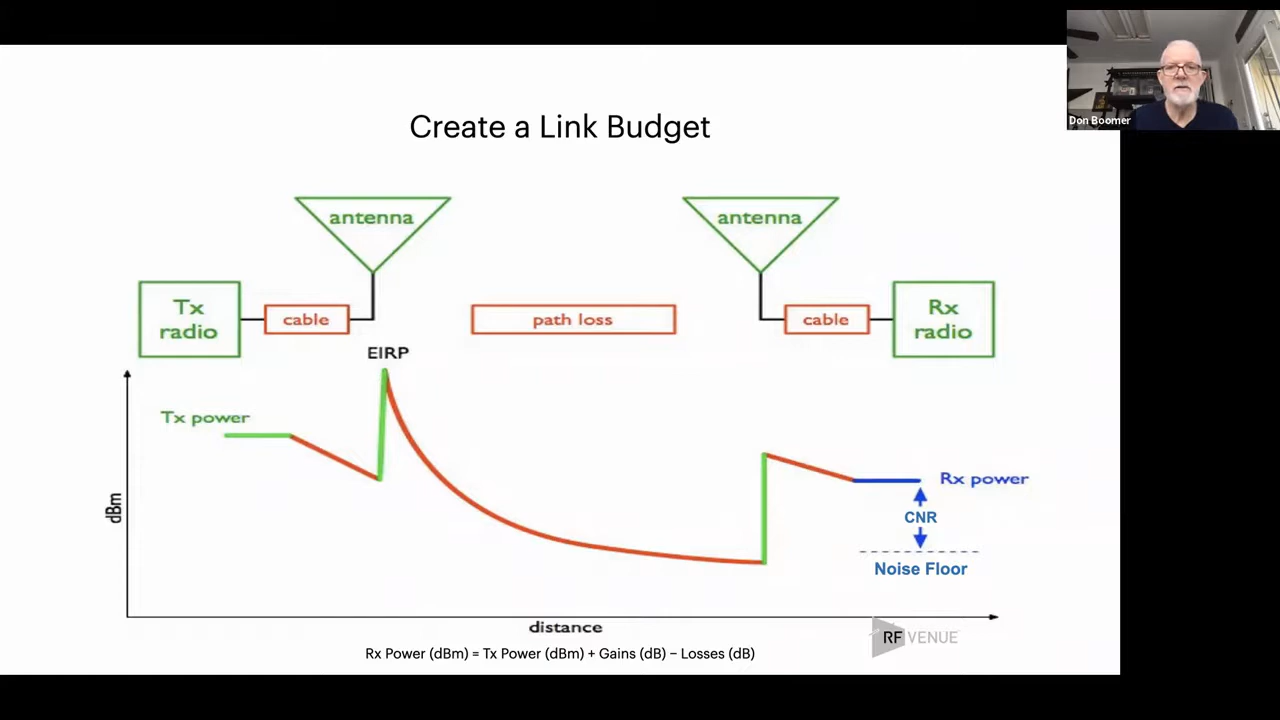 Don Boomer
Create a Link Budget
antenna
antenna
Tx
radio
cable
path loss
cable
Rx
radio
EIRP
Tx power
Rx power
CNR
Noise Floor
dBm
distance
RF VENUE
Rx Power (dBm) = Tx Power (dBm) + Gains (dB) − Losses (dB)